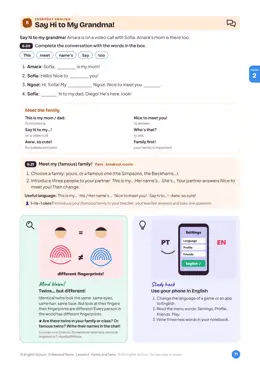 EVERYDAY ENGLISH
Say Hi to My Grandma!
Say hi to my grandma! Amara is on a video call with Sofia. Amara's mom is there too.
Complete the conversation with the words in the box.
This meet name's Say too
1. Amara: Sofia, ______ is my mom!
2. Sofia: Hello! Nice to ______ you!
3. Ngozi: Hi, Sofia! My ______ Ngozi. Nice to meet you ______.
4. Sofia: ______ hi to my dad, Diego! He's here, look!
Meet the family
This is my mom / dad.
Nice to meet you!
Say hi to my...!
Who's that?
Aww, so cute!
Family first!
your family is important
Meet my (famous) family!
1. Choose a family: yours, or a famous one (the Simpsons, the Beckhams...).
2. Introduce three people to your partner: This is my... Her name's... She's... Your partner answers Nice to
meet you! Then change.
Useful language: This is my... · His / Her name's... · Nice to meet you! · Say hi to... · Aww, so cute!
different fingerprints!
Mind blown!
Twins... but different!
Identical twins look the same: same eyes,
same hair, same face. But look at their fingers:
their fingerprints are different! Every person in
the world has different fingerprints.
Are there twins in your family or class? Or
famous twins? Write their names in the chat!
PT
EN
Settings
Language
Profile
Friends
English
Study hack
Use your phone in English
1. Change the language of a game or an app
to English.
2. Read the menu words: Settings, Profile,
Friends, Play.
3. Write three new words in your notebook.
2